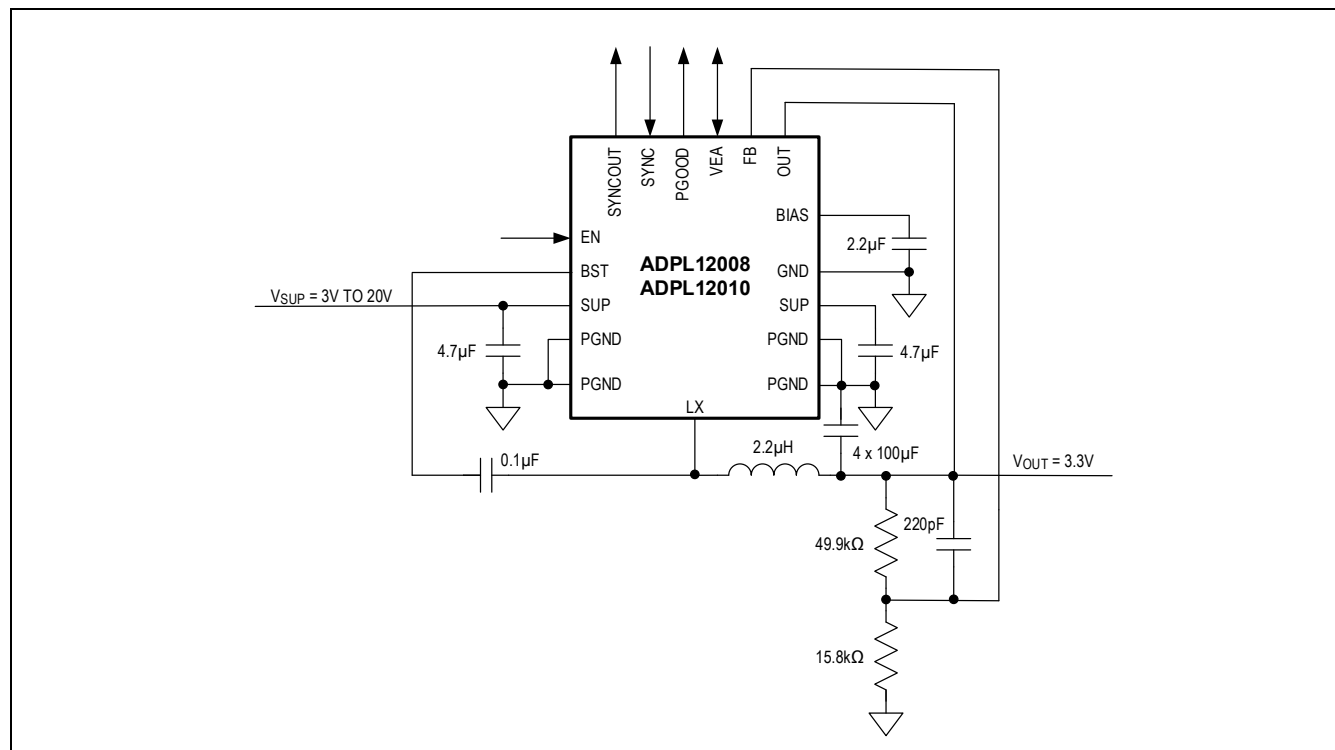 SYNCOUT
SYNC
PGOOD
VEA
FB
OUT
EN
BST
SUP
PGND
PGND
ADPL12008
ADPL12010
BIAS
GND
SUP
PGND
PGND
LX
VSUP = 3V TO 20V
4.7µF
2.2µF
4.7µF
0.1µF
2.2µH
4 x 100µF
VOUT = 3.3V
49.9kΩ
220pF
15.8kΩ